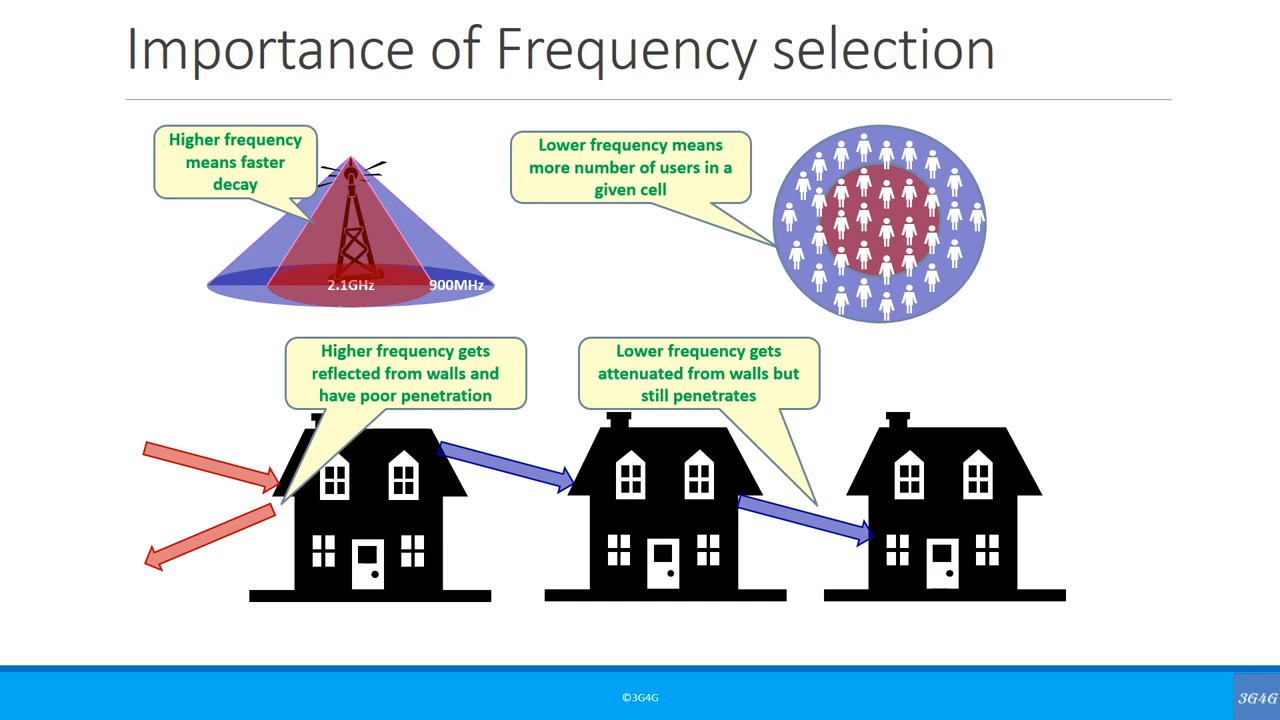 Importance of Frequency selection
Higher frequency
means faster
decay
Lower frequency means
more number of users in a
given cell
2.1GHz
900MHz
Higher frequency gets
reflected from walls and
have poor penetration
Lower frequency gets
attenuated from walls but
still penetrates
©3G4G
3G4G